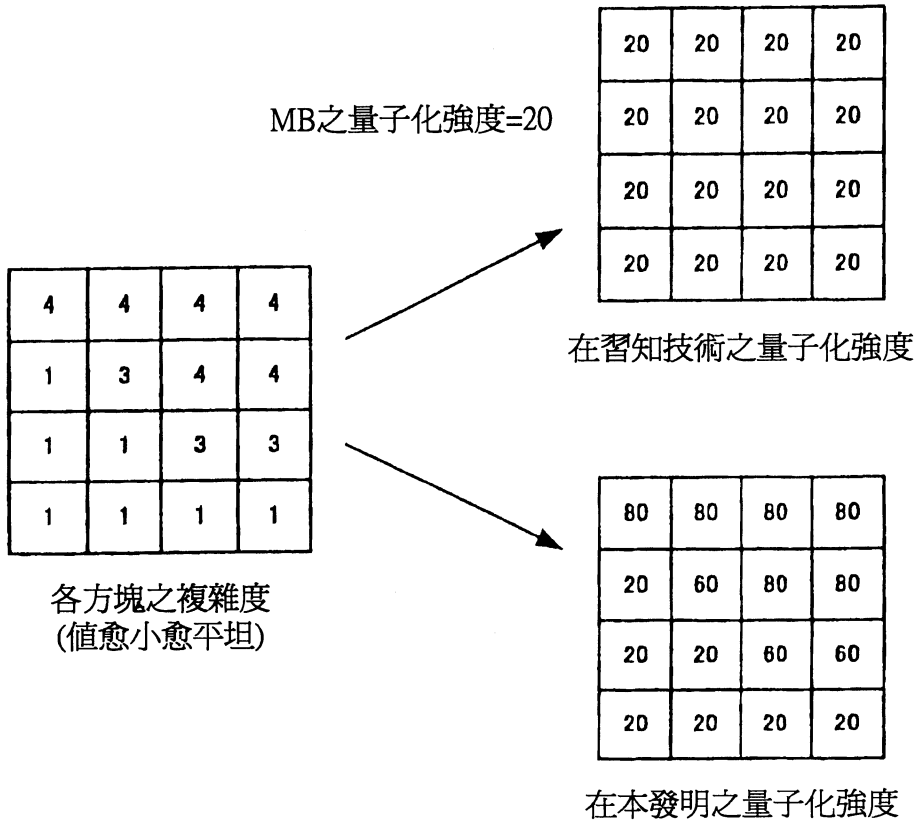 MB之量子化強度=20
20 20 20 20
20 20 20 20
20 20 20 20
20 20 20 20
在習知技術之量子化強度
4 4 4 4
1 3 4 4
1 1 3 3
1 1 1 1
各方塊之複雜度
(值愈小愈平坦)
80 80 80 80
20 60 80 80
20 20 60 60
20 20 20 20
在本發明之量子化強度